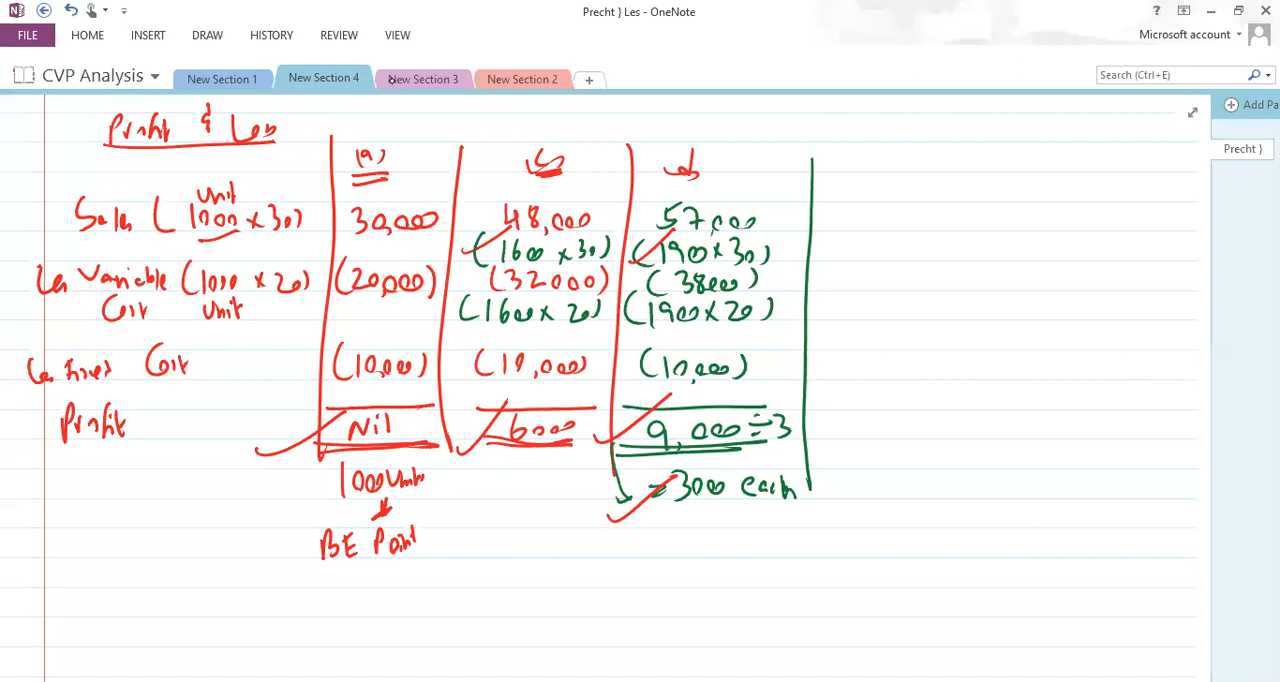 Precht } Les - OneNote
?
Microsoft account
FILE HOME INSERT DRAW HISTORY REVIEW VIEW
CVP Analysis New Section 1 New Section 4 New Section 3 New Section 2 +
Search (Ctrl+E)
Add Pa
Precht }
Profit &
(a)
Unit
Sales ( 1000 × 30) 30,000 48,000 57,000
(1600 × 30) (1900 × 30)
Variable (1000 × 20) (20,000) (32000) (38000)
Cost Unit (1600 × 20) (1900 × 20)
Fixed Cost (10,000) (10,000) (10,000)
Profit Nil 6000 9,000 ÷ 3
1000 Units = 3000 each
BE Point